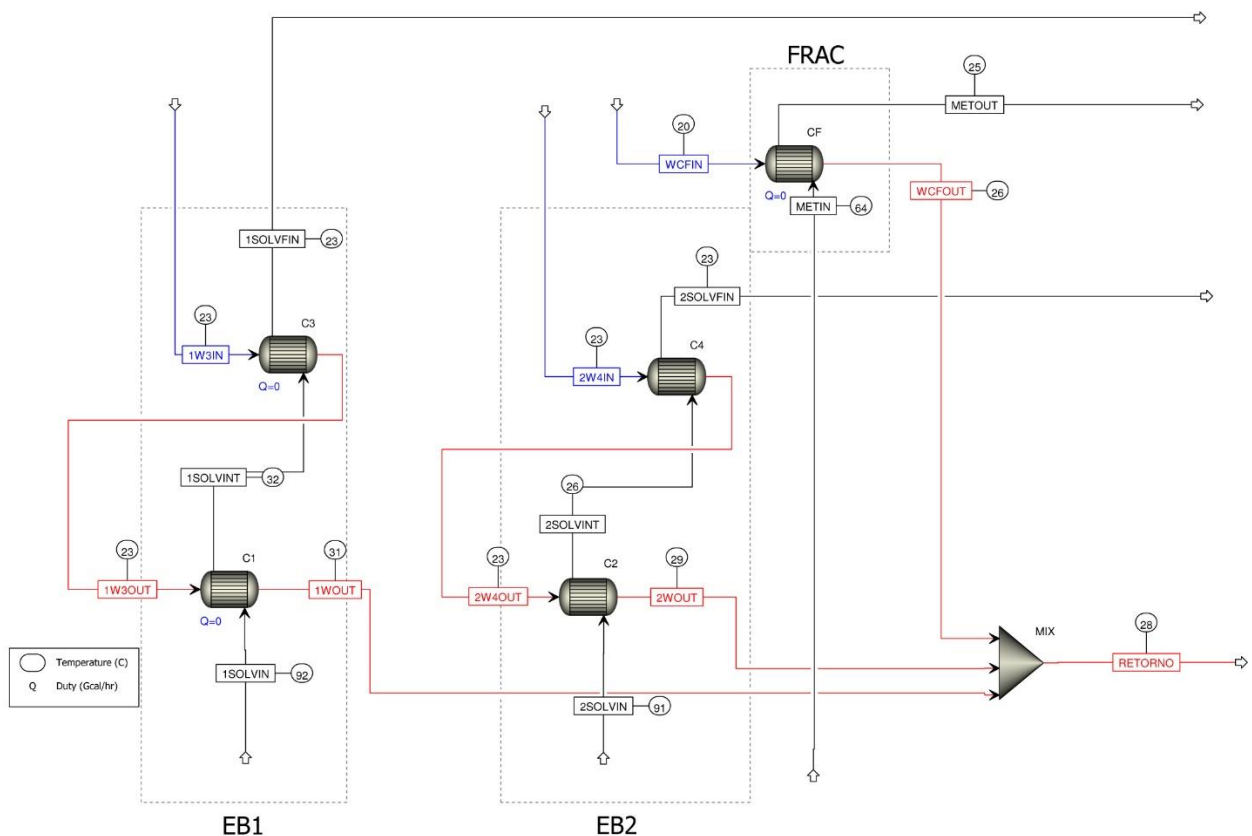 FRAC
25
METOUT
20
CF
WCFIN
WCFOUT
26
Q=0
METIN
64
1SOLVFIN
23
23
2SOLVFIN
23
C3
1W3IN
Q=0
23
C4
2W4IN
1SOLVINT
32
26
2SOLVINT
23
C1
31
1W3OUT
1WOUT
Q=0
23
C2
29
2W4OUT
2WOUT
MIX
28
RETORNO
Temperature (C)
Q Duty (Gcal/hr)
1SOLVIN
92
2SOLVIN
91
EB1
EB2